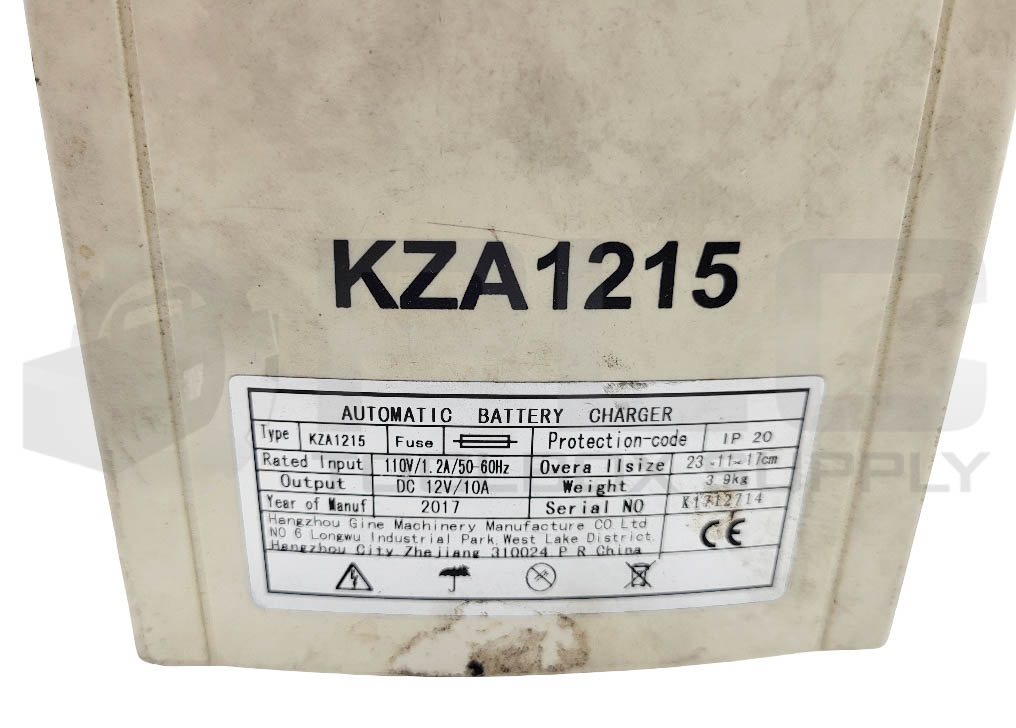 KZA1215
AUTOMATIC BATTERY CHARGER
Type KZA1215 Fuse Protection-code IP 20
Rated Input 110V/1.2A/50-60Hz Overa llsize 23-11-17cm
Output DC 12V/10A Weight 3.9kg
Year of Manuf 2017 Serial NO
Hangzhou Gine Machinery Manufacture CO Ltd
NO 6 Longwu Industrial Park, West Lake District.
Hangzhou City Zhejiang 310024 P R China
CE
SUPPLY